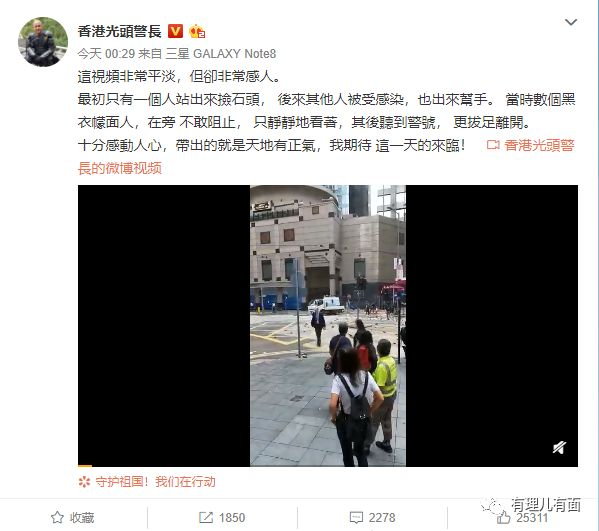 香港光頭警長
今天 00:29 来自 三星 GALAXY Note8
這視頻非常平淡，但卻非常感人。
最初只有一個人站出來撿石頭， 後來其他人被受感染，也出來幫手。 當時數個黑
衣幪面人，在旁 不敢阻止， 只靜靜地看著，其後聽到警號， 更拔足離開。
十分感動人心，帶出的就是天地有正氣，我期待 這一天的來臨！ 香港光頭警
長的微博视频
守护祖国！我们在行动
有理儿有面
收藏 1850 2278 25311